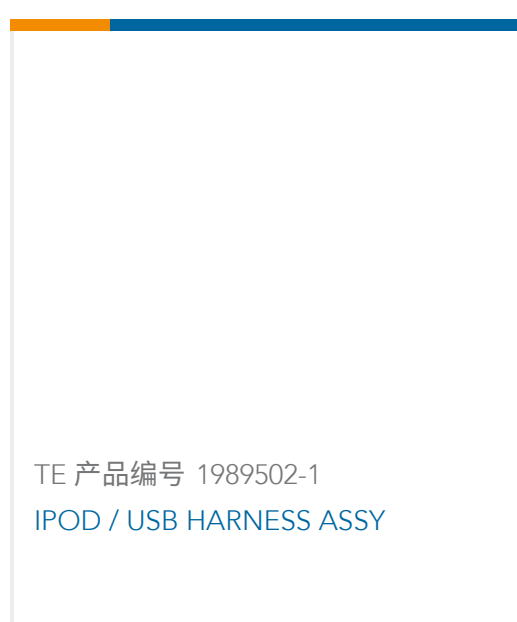 TE 产品编号 1989502-1
IPOD / USB HARNESS ASSY